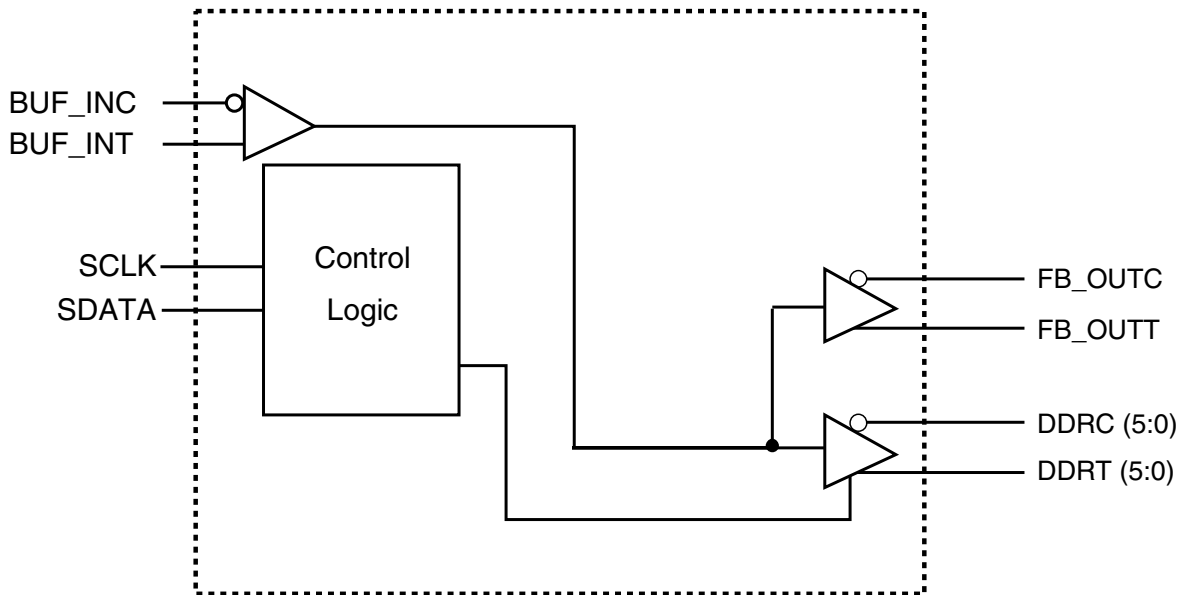 BUF_INC
BUF_INT
SCLK
SDATA
Control
Logic
FB_OUTC
FB_OUTT
DDRC (5:0)
DDRT (5:0)